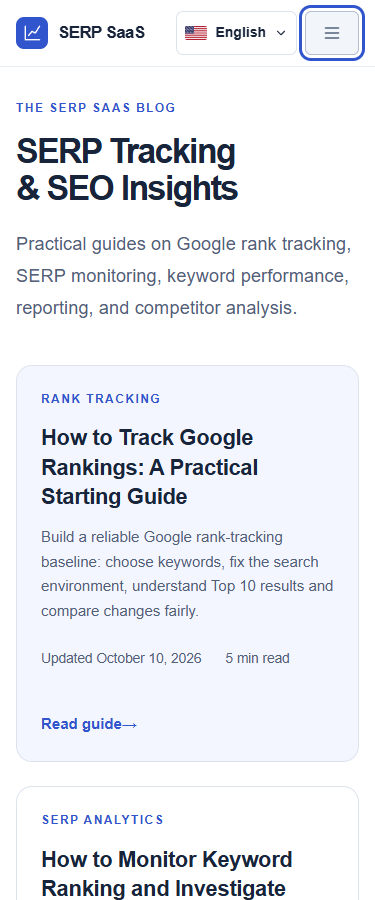 SERP SaaS
English
THE SERP SAAS BLOG
SERP Tracking
& SEO Insights
Practical guides on Google rank tracking,
SERP monitoring, keyword performance,
reporting, and competitor analysis.
RANK TRACKING
How to Track Google
Rankings: A Practical
Starting Guide
Build a reliable Google rank-tracking
baseline: choose keywords, fix the search
environment, understand Top 10 results and
compare changes fairly.
Updated October 10, 2026 5 min read
Read guide→
SERP ANALYTICS
How to Monitor Keyword
Ranking and Investigate